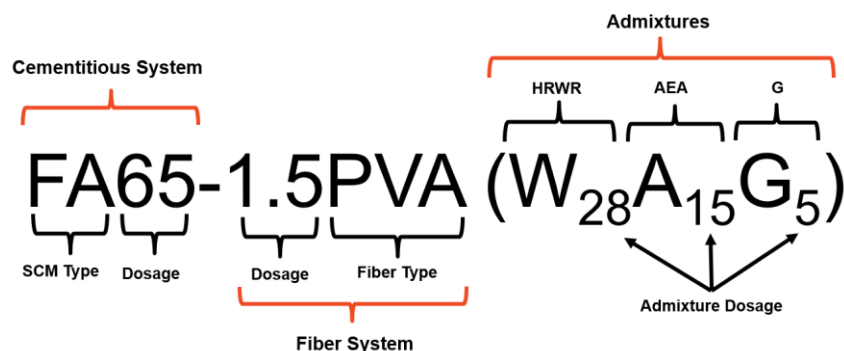 Admixtures
Cementitious System
HRWR AEA G
FA65-1.5PVA (W28A15G5)
SCM Type Dosage Dosage Fiber Type
Admixture Dosage
Fiber System